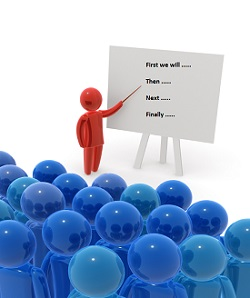 First we will .....
Then .....
Next .....
Finally .....